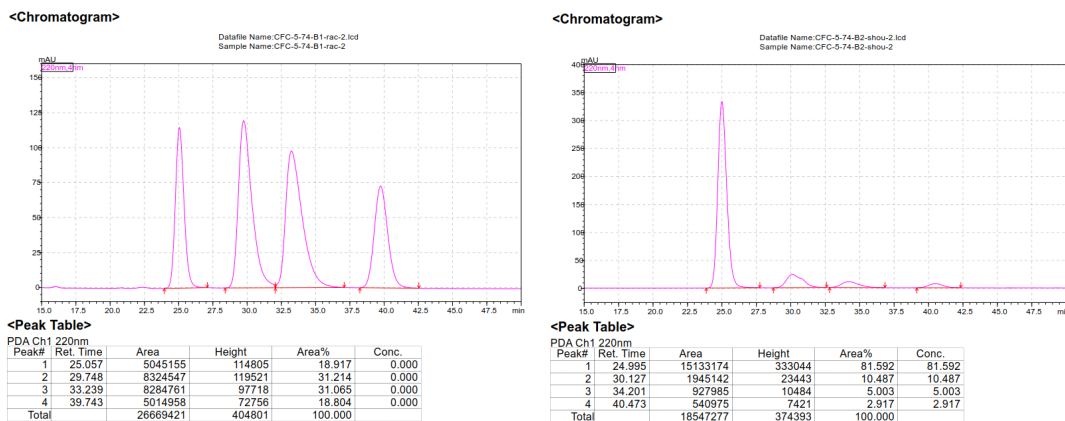 <Chromatogram>
Datafile Name:CFC-5-74-B1-rac-2.lcd
Sample Name:CFC-5-74-B1-rac-2
mAU
220nm,4nm
150
125
100
75
50
25
0
15.0 17.5 20.0 22.5 25.0 27.5 30.0 32.5 35.0 37.5 40.0 min
<Peak Table>
PDA Ch1 220nm
Peak# Ret. Time Area Height Area% Conc.
1 25.057 5045155 114805 18.917 0.000
2 29.748 8324547 119521 31.214 0.000
3 33.239 8284761 97718 31.065 0.000
4 39.743 5014958 72756 18.804 0.000
Total 26669421 404801 100.000
<Chromatogram>
Datafile Name:CFC-5-74-B2-shou-2.lcd
Sample Name:CFC-5-74-B2-shou-2
mAU
220nm,4nm
400
350
300
250
200
150
100
50
0
15.0 17.5 20.0 22.5 25.0 27.5 30.0 32.5 35.0 37.5 40.0 42.5 min
<Peak Table>
PDA Ch1 220nm
Peak# Ret. Time Area Height Area% Conc.
1 24.995 15133174 333044 81.592 81.592
2 30.127 1945142 23443 10.487 10.487
3 34.201 927985 10484 5.003 5.003
4 40.473 540975 7421 2.917 2.917
Total 18547277 374393 100.000